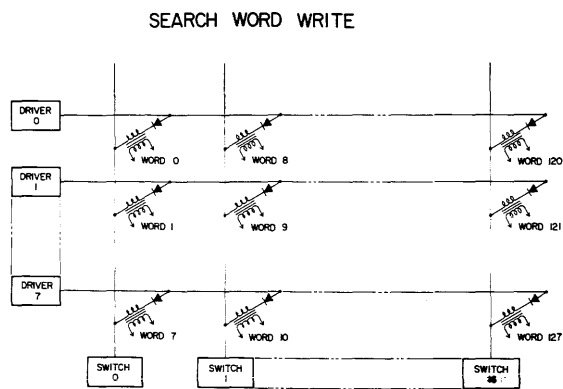 SEARCH WORD WRITE
DRIVER
0
WORD 0
WORD 8
WORD 120
DRIVER
1
WORD 1
WORD 9
WORD 121
DRIVER
7
WORD 7
WORD 10
WORD 127
SWITCH
0
SWITCH
1
SWITCH